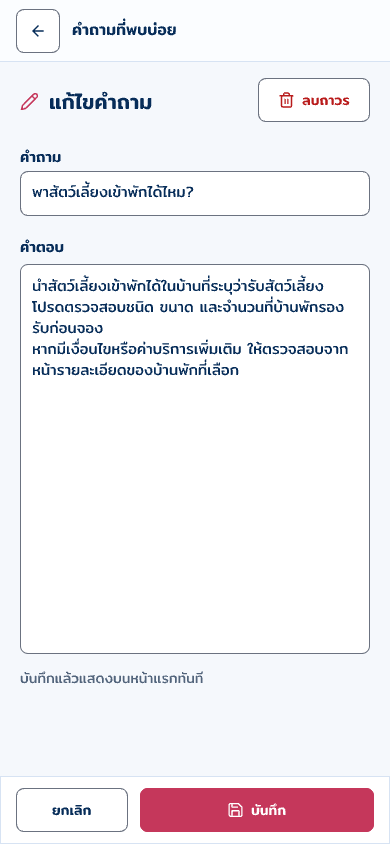 คำถามที่พบบ่อย
แก้ไขคำถาม
ลบถาวร
คำถาม
พาสัตว์เลี้ยงเข้าพักได้ไหม?
คำตอบ
นำสัตว์เลี้ยงเข้าพักได้ในบ้านที่ระบุว่ารับสัตว์เลี้ยง
โปรดตรวจสอบชนิด ขนาด และจำนวนที่บ้านพักรอง
รับก่อนจอง
หากมีเงื่อนไขหรือค่าบริการเพิ่มเติม ให้ตรวจสอบจาก
หน้ารายละเอียดของบ้านพักที่เลือก
บันทึกแล้วแสดงบนหน้าแรกทันที
ยกเลิก
บันทึก